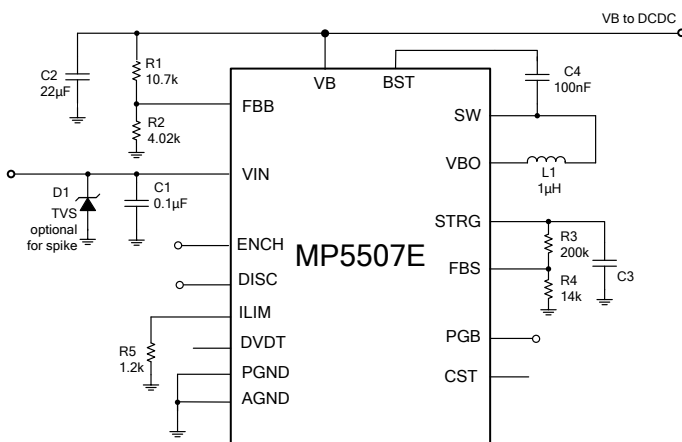 VB to DCDC
C2
22µF
R1
10.7k
R2
4.02k
FBB
VB
BST
C4
100nF
SW
VBO
L1
1µH
VIN
D1
TVS
optional
for spike
C1
0.1µF
STRG
R3
200k
C3
FBS
R4
14k
ENCH
MP5507E
DISC
ILIM
PGB
DVDT
R5
1.2k
PGND
CST
AGND